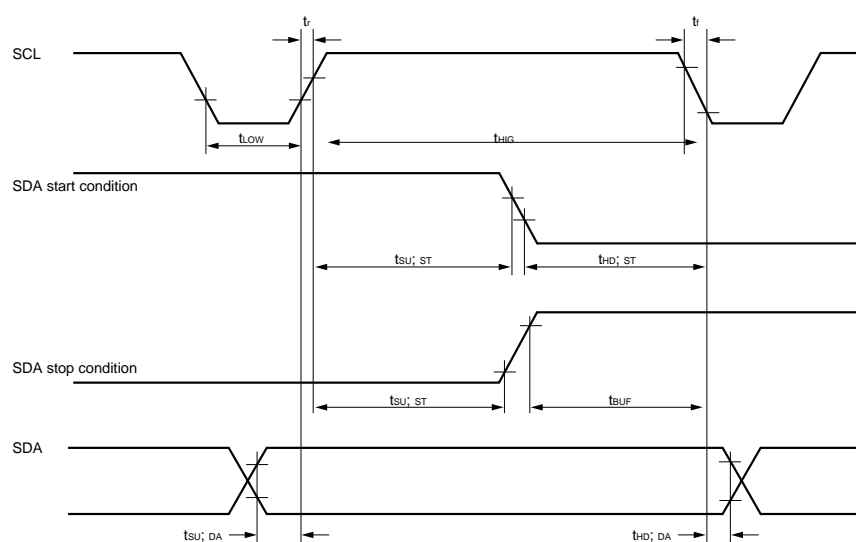 tr
tf
SCL
tLOW
tHIG
SDA start condition
tSU; ST
tHD; ST
SDA stop condition
tSU; ST
tBUF
SDA
tSU; DA
tHD; DA